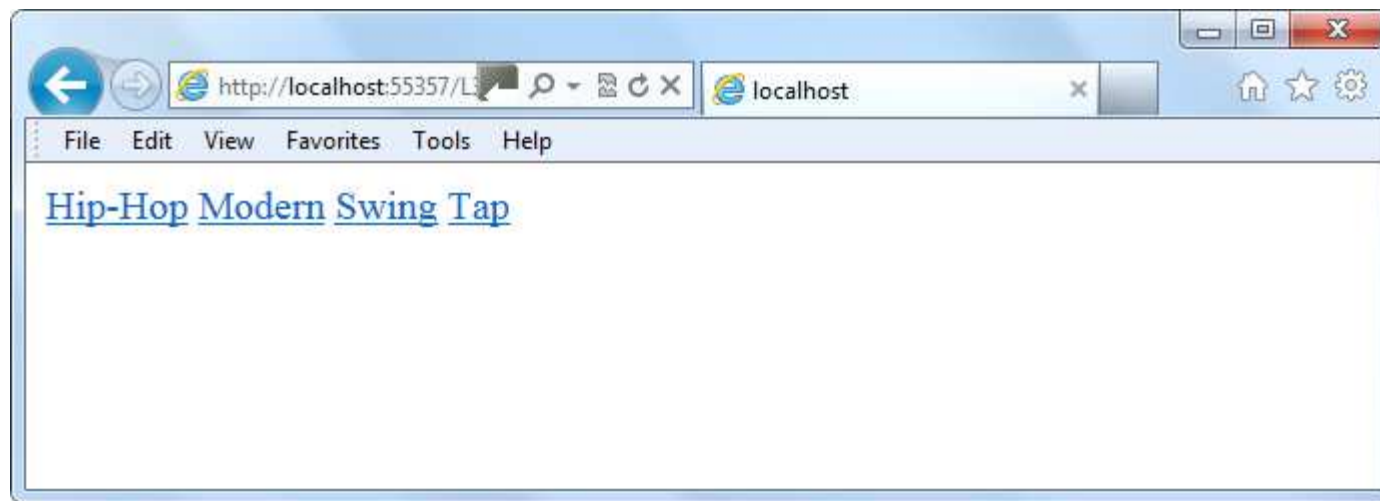 http://localhost:55357/L
localhost
File Edit View Favorites Tools Help
Hip-Hop Modern Swing Tap